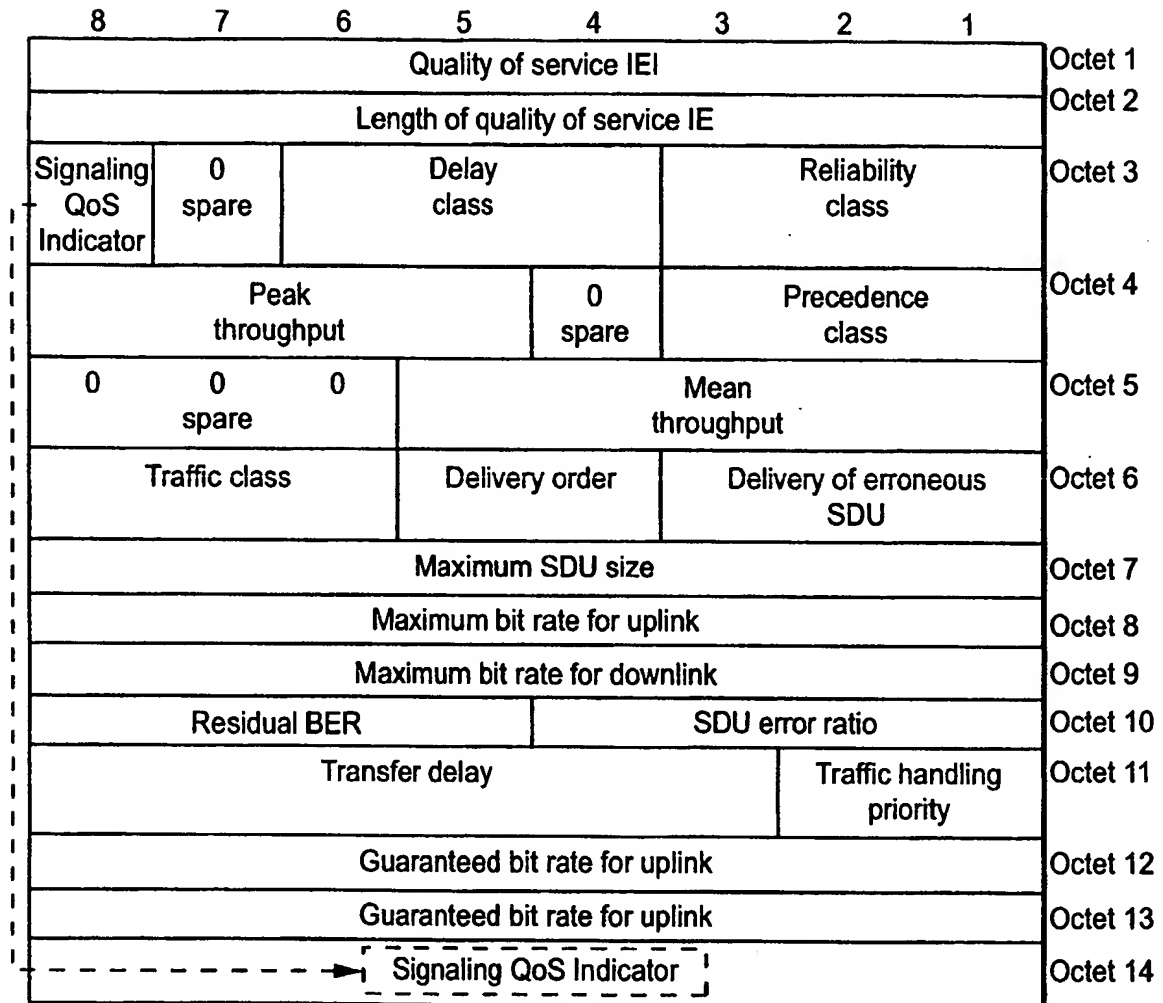 8 7 6 5 4 3 2 1
Quality of service IEI Octet 1
Length of quality of service IE Octet 2
Signaling 0 Delay Reliability Octet 3
QoS spare class class
Indicator
Peak 0 Precedence Octet 4
throughput spare class
0 0 0 Mean Octet 5
spare throughput
Traffic class Delivery order Delivery of erroneous Octet 6
SDU
Maximum SDU size Octet 7
Maximum bit rate for uplink Octet 8
Maximum bit rate for downlink Octet 9
Residual BER SDU error ratio Octet 10
Transfer delay Traffic handling Octet 11
priority
Guaranteed bit rate for uplink Octet 12
Guaranteed bit rate for uplink Octet 13
Signaling QoS Indicator Octet 14